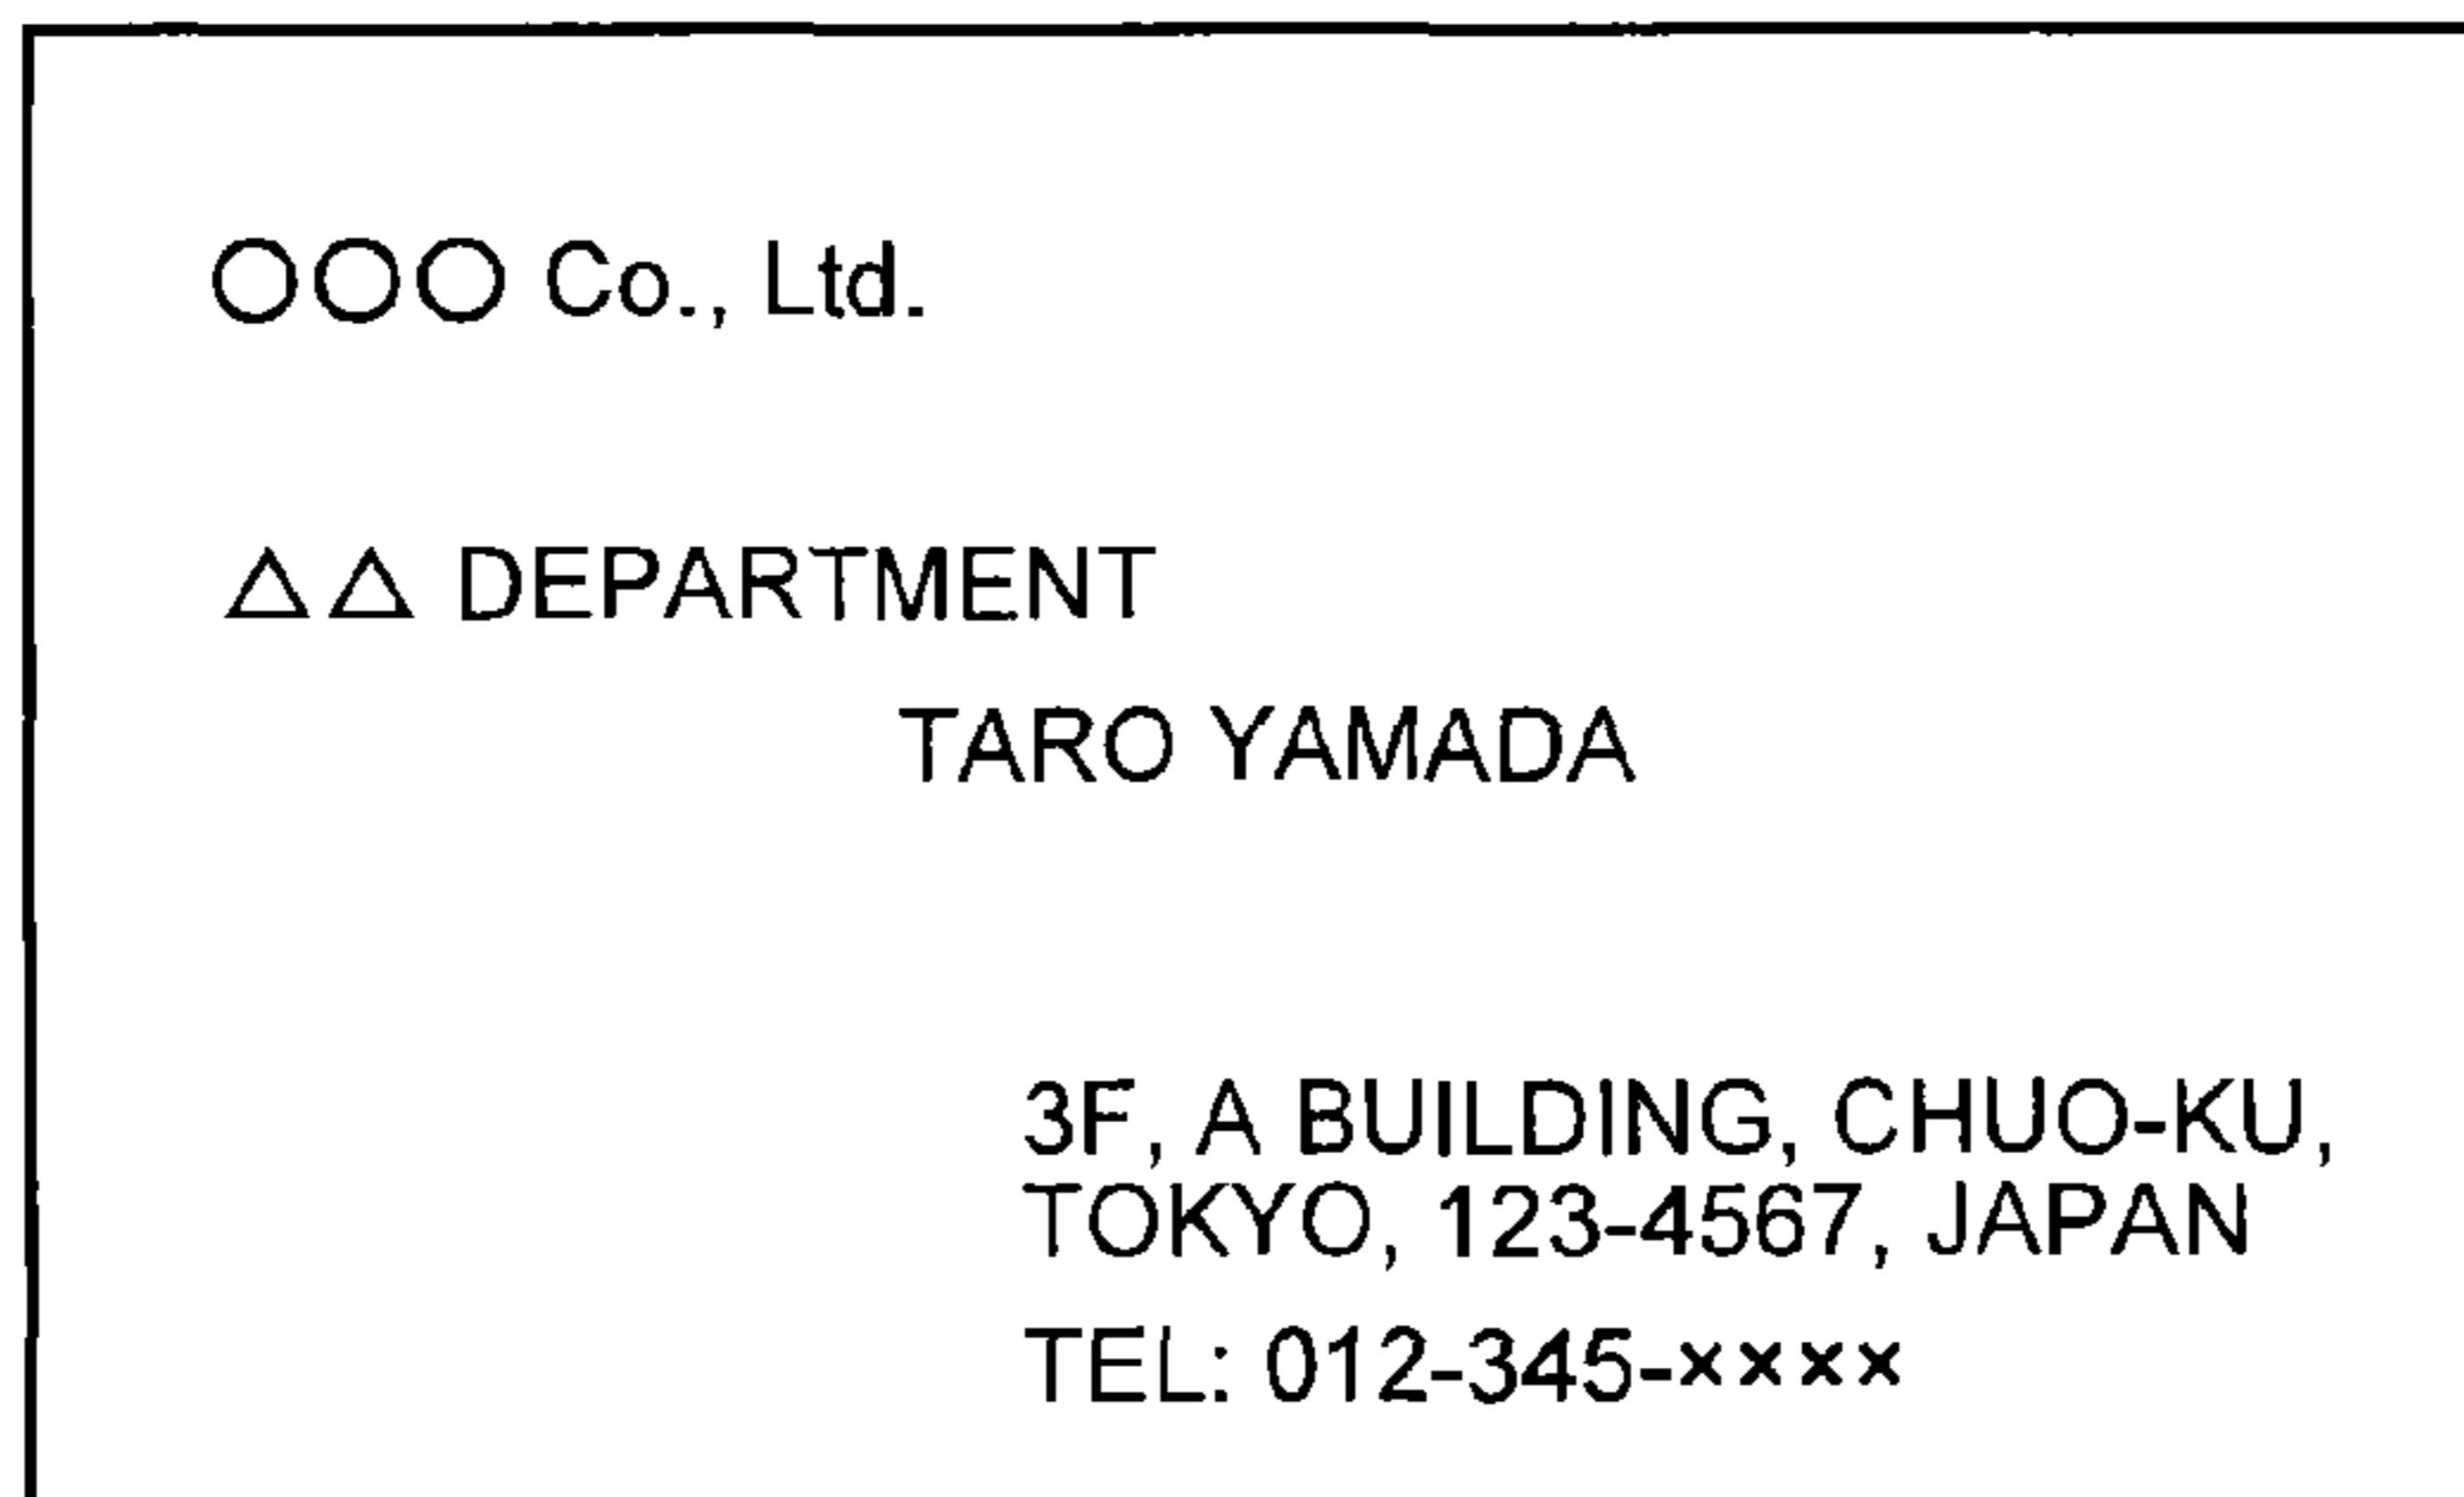 ○○○ Co., Ltd.
△△ DEPARTMENT
TARO YAMADA
3F, A BUILDING, CHUO-KU,
TOKYO, 123-4567, JAPAN
TEL: 012-345-××××